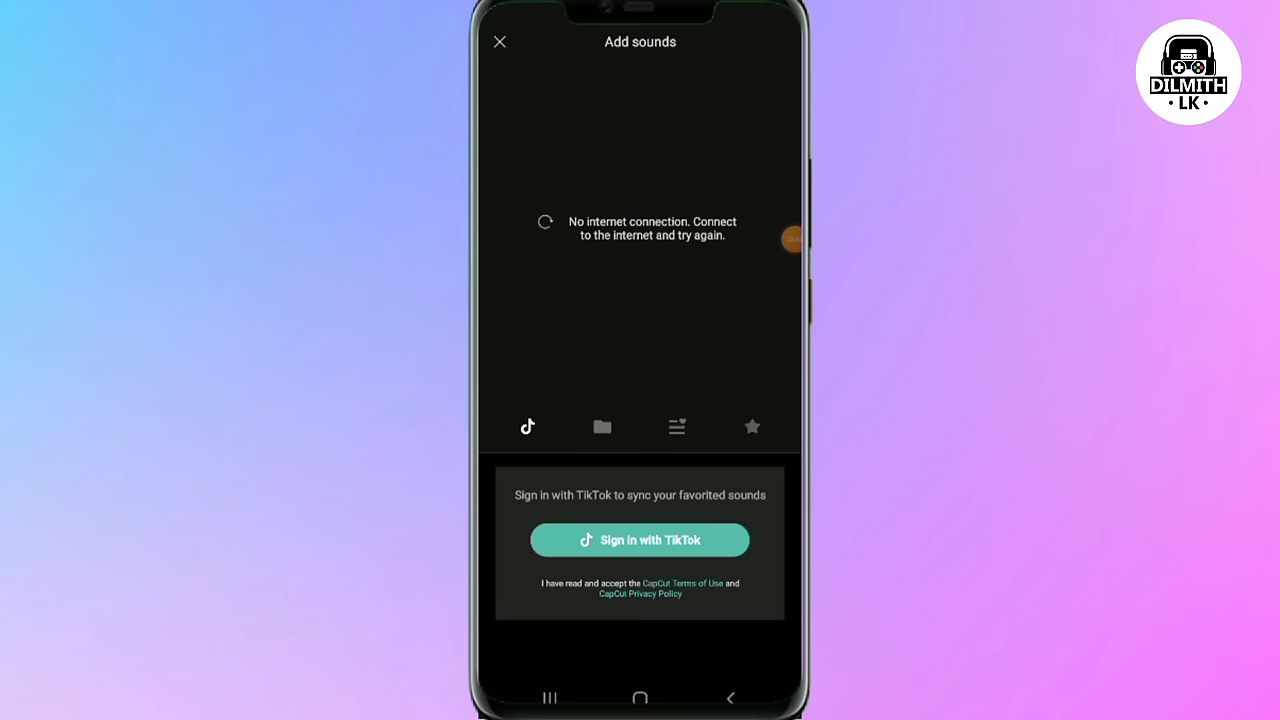 Add sounds
DILMITH
• LK •
No internet connection. Connect
to the internet and try again.
Sign in with TikTok to sync your favorited sounds
Sign in with TikTok
I have read and accept the CapCut Terms of Use and
CapCut Privacy Policy